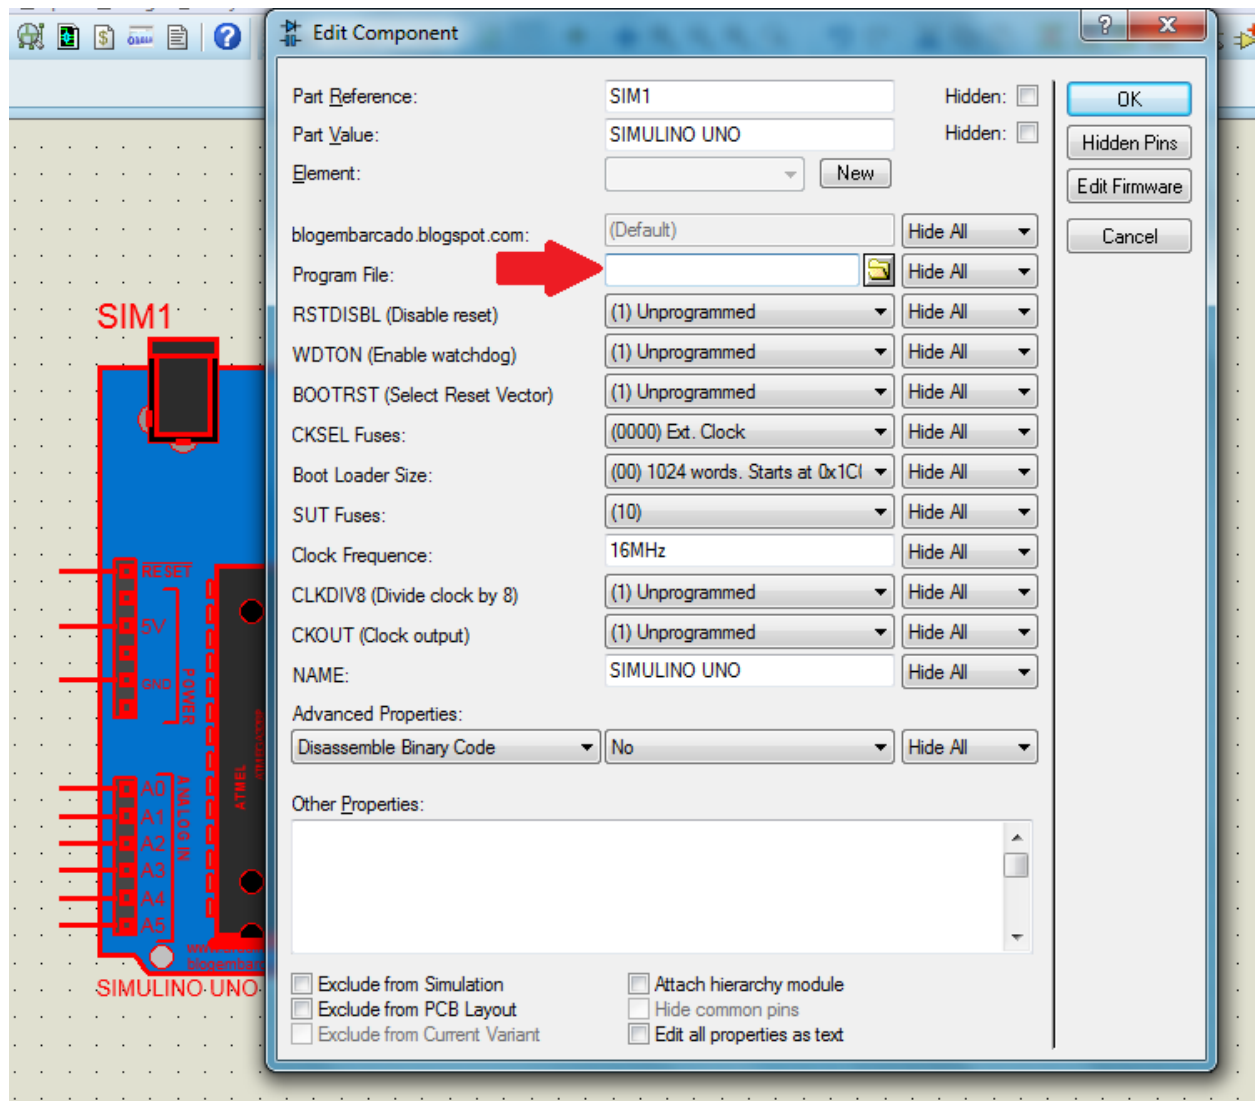 Edit Component
Part Reference: SIM1 Hidden:
Part Value: SIMULINO UNO Hidden:
Element: New
blogembarcado.blogspot.com: (Default) Hide All
Program File: Hide All
RSTDISBL (Disable reset) (1) Unprogrammed Hide All
WDTON (Enable watchdog) (1) Unprogrammed Hide All
BOOTRST (Select Reset Vector) (1) Unprogrammed Hide All
CKSEL Fuses: (0000) Ext. Clock Hide All
Boot Loader Size: (00) 1024 words. Starts at 0x1C( Hide All
SUT Fuses: (10) Hide All
Clock Frequence: 16MHz Hide All
CLKDIV8 (Divide clock by 8) (1) Unprogrammed Hide All
CKOUT (Clock output) (1) Unprogrammed Hide All
NAME: SIMULINO UNO Hide All
Advanced Properties:
Disassemble Binary Code No Hide All
Other Properties:
Exclude from Simulation Attach hierarchy module
Exclude from PCB Layout Hide common pins
Exclude from Current Variant Edit all properties as text
OK
Hidden Pins
Edit Firmware
Cancel
SIM1
RESET
5V
GND
POWER
A0
A1
A2
A3
A4
A5
ANALOG IN
ATMEL
SIMULINO UNO